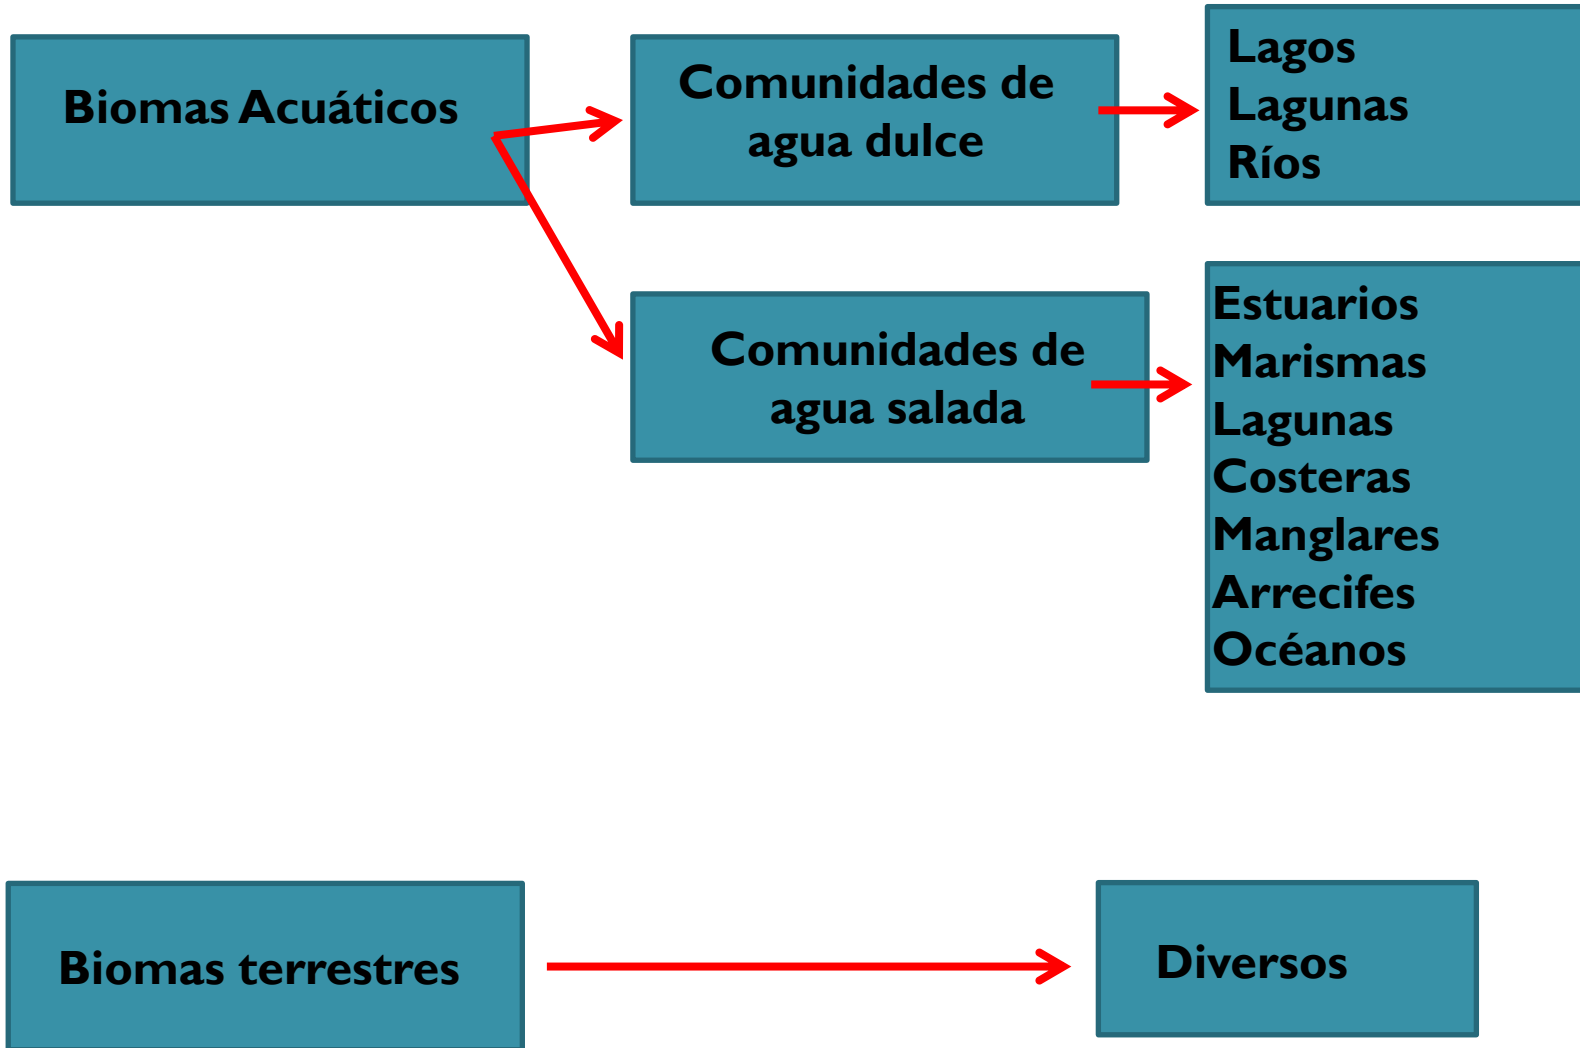 Biomas Acuáticos
Comunidades de
agua dulce
Lagos
Lagunas
Ríos
Comunidades de
agua salada
Estuarios
Marismas
Lagunas
Costeras
Manglares
Arrecifes
Océanos
Biomas terrestres
Diversos